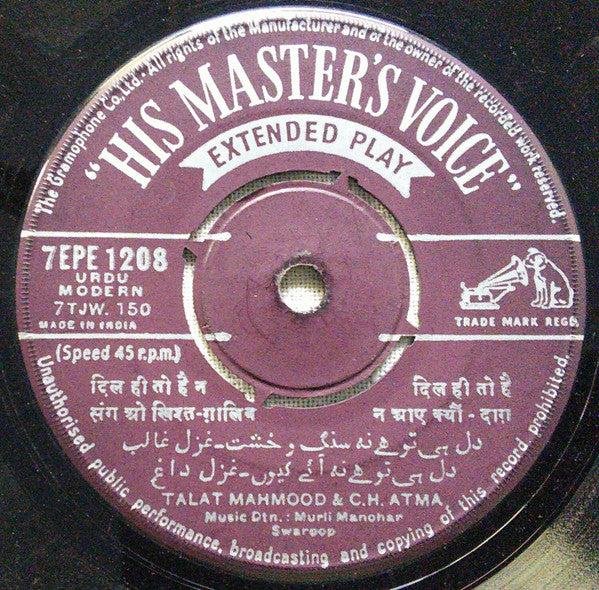 The Gramophone Co. Ltd. All rights of the Manufacturer and of the owner of the recorded work reserved.
"HIS MASTER'S VOICE"
EXTENDED PLAY
7EPE 1208
URDU
MODERN
7TJW. 150
MADE IN INDIA
TRADE MARK REGD.
(Speed 45 r.p.m.)
दिल ही तो है न
संग ओ ख़िश्त-ग़ालिब
दिल ही तो है
न आए क्यों-दाग़
دل ہی تو ہے نہ سنگ و خشت-غزل غالب
دل ہی تو ہے نہ آئے کیوں-غزل داغ
TALAT MAHMOOD & C.H. ATMA
Music Dtn.: Murli Manohar
Swaroop
Unauthorised public performance, broadcasting and copying of this record prohibited.